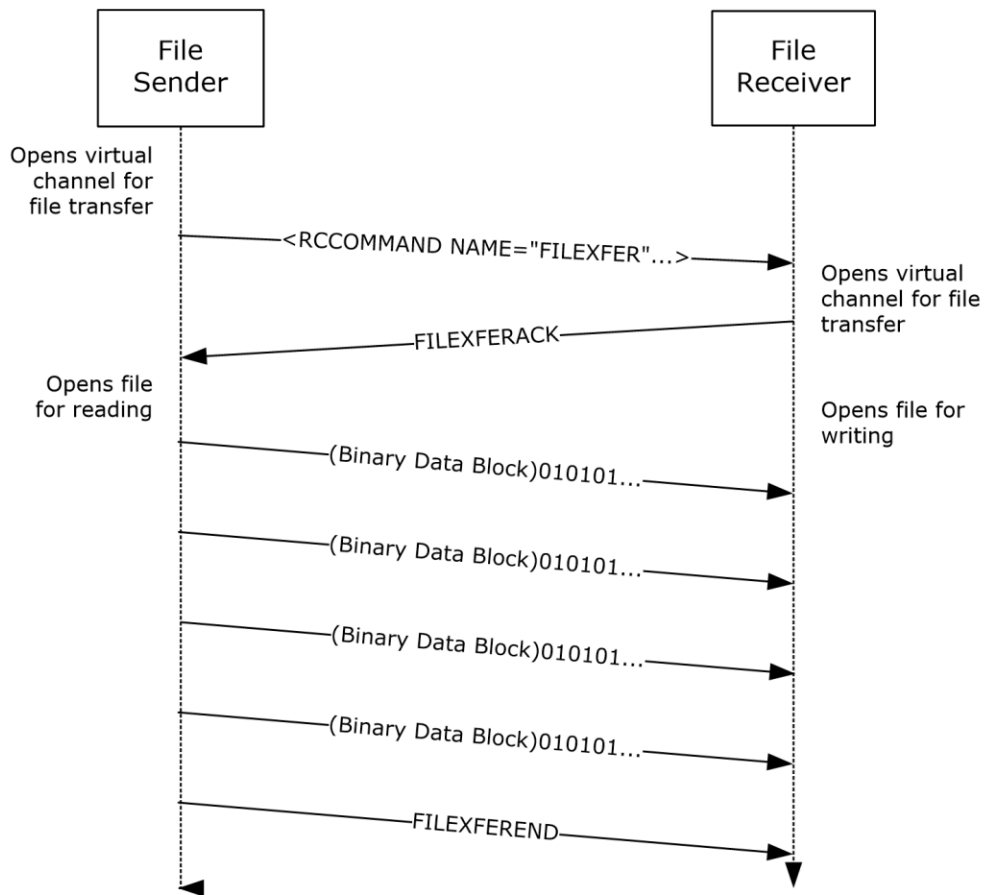 File
Sender
File
Receiver
Opens virtual
channel for
file transfer
<RCCOMMAND NAME="FILEXFER"...>
Opens virtual
channel for file
transfer
FILEXFERACK
Opens file
for reading
Opens file for
writing
(Binary Data Block)010101...
(Binary Data Block)010101...
(Binary Data Block)010101...
(Binary Data Block)010101...
FILEXFEREND